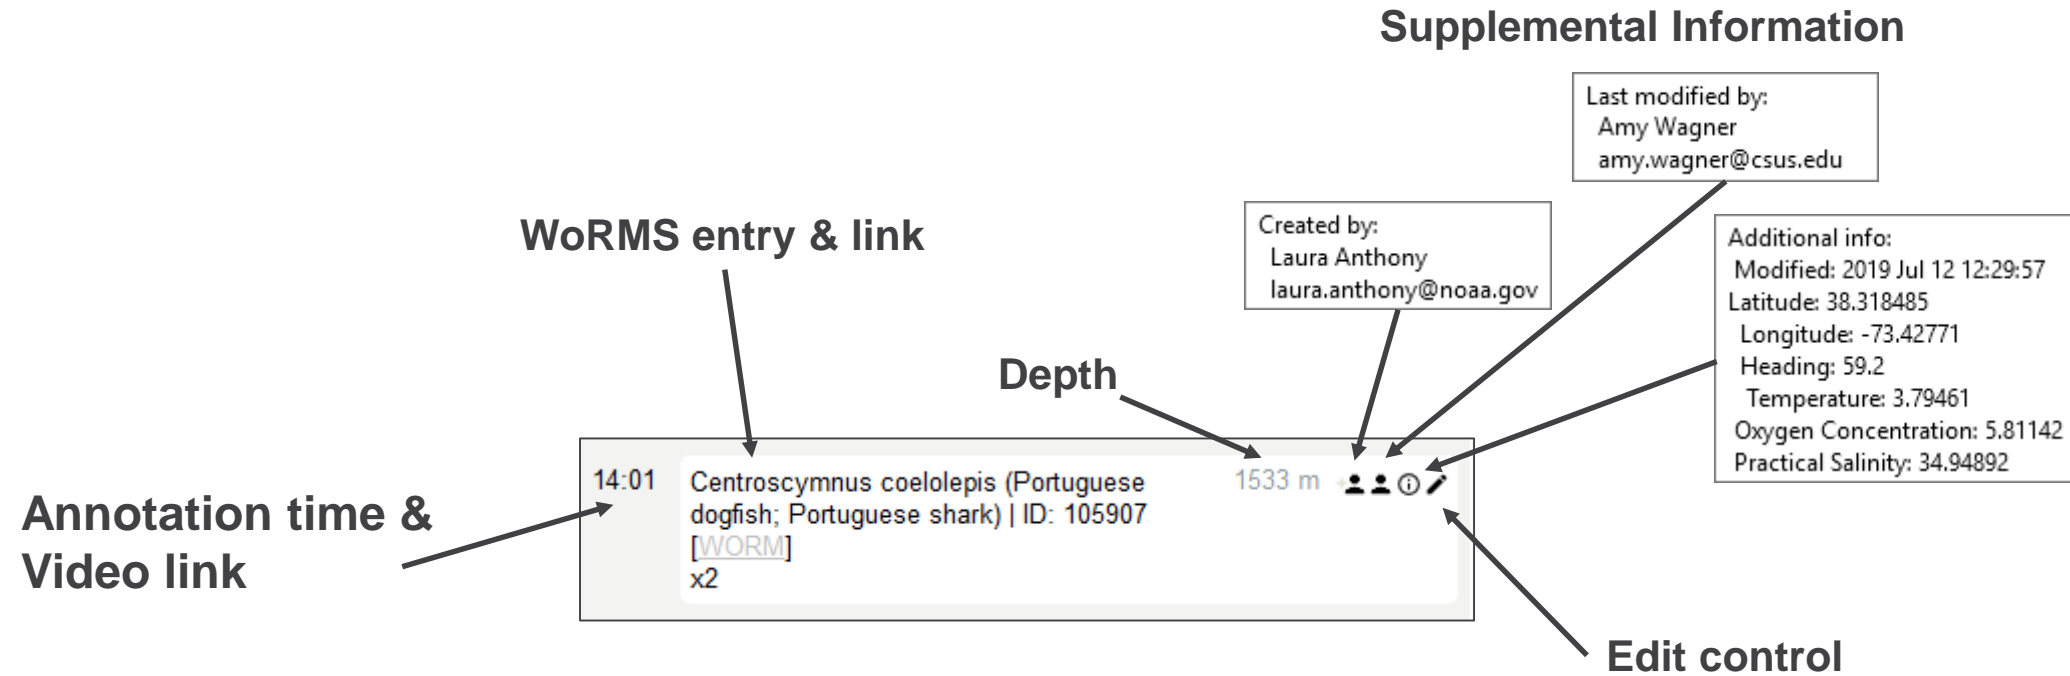 Supplemental Information
Last modified by:
Amy Wagner
amy.wagner@csus.edu
WoRMS entry & link
Created by:
Laura Anthony
laura.anthony@noaa.gov
Additional info:
Modified: 2019 Jul 12 12:29:57
Latitude: 38.318485
Longitude: -73.42771
Heading: 59.2
Temperature: 3.79461
Oxygen Concentration: 5.81142
Practical Salinity: 34.94892
Depth
Annotation time &
Video link
14:01
Centroscymnus coelolepis (Portuguese
dogfish; Portuguese shark) | ID: 105907
[WORM]
x2
1533 m
Edit control